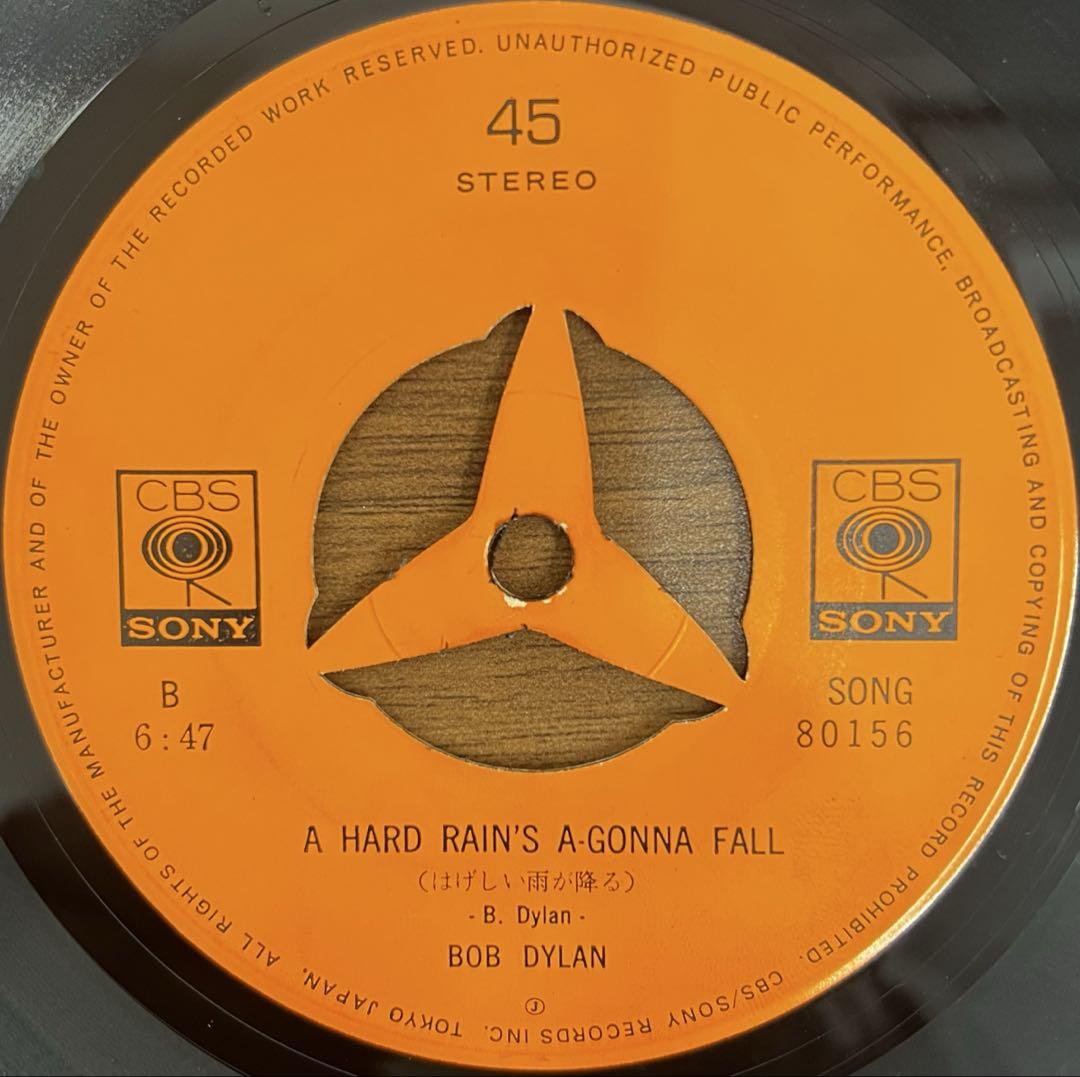 ALL RIGHTS OF THE MANUFACTURER AND OF THE OWNER OF THE RECORDED WORK RESERVED. UNAUTHORIZED PUBLIC PERFORMANCE, BROADCASTING AND COPYING OF THIS RECORD PROHIBITED. CBS/SONY RECORDS INC. TOKYO JAPAN.
45
STEREO
CBS
SONY
CBS
SONY
B
6:47
SONG
80156
A HARD RAIN'S A-GONNA FALL
(はげしい雨が降る)
- B. Dylan -
BOB DYLAN
Ⓙ